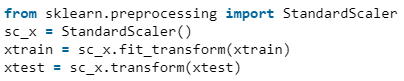 from sklearn.preprocessing import StandardScaler
sc_x = StandardScaler()
xtrain = sc_x.fit_transform(xtrain)
xtest = sc_x.transform(xtest)